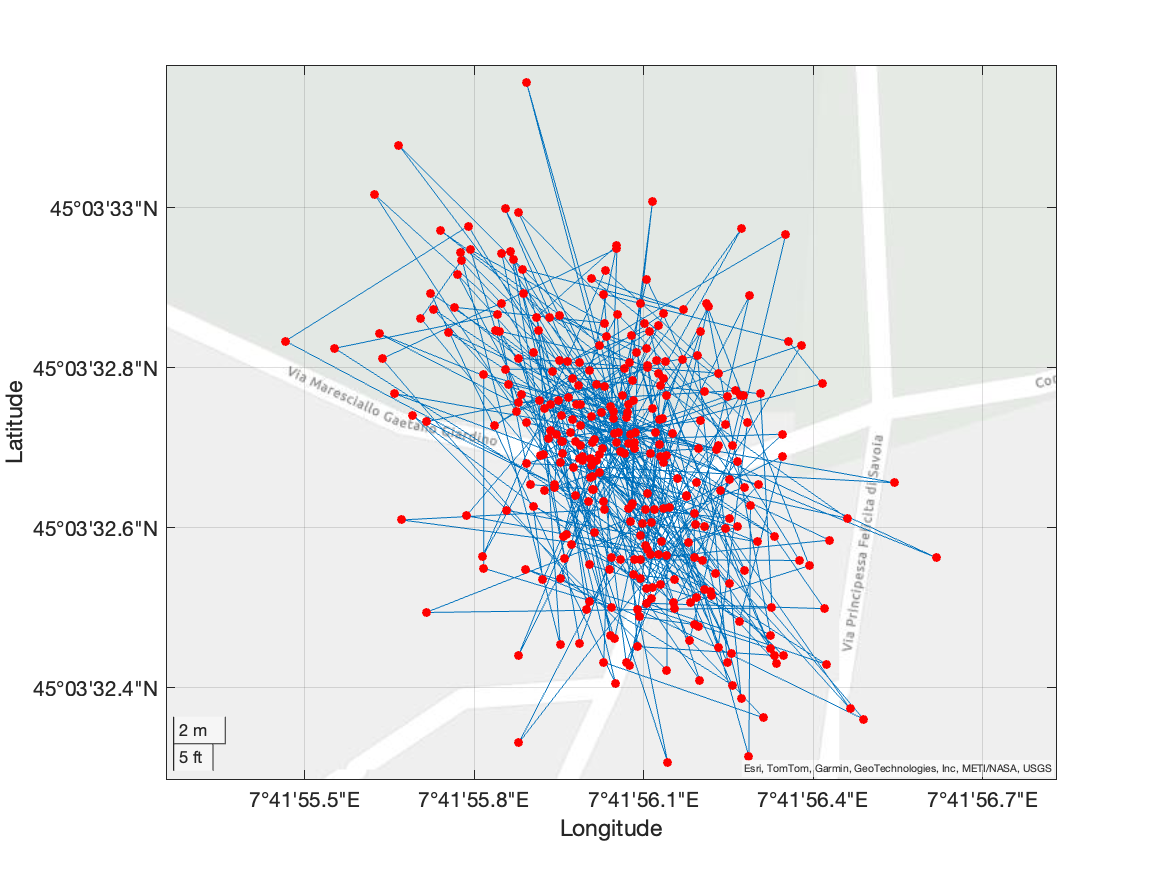 Latitude
45°03'33"N
45°03'32.8"N
45°03'32.6"N
45°03'32.4"N
Via Maresciallo Gaetano Giardino
Via Principessa Felicita di Savoia
2 m
5 ft
Esri, TomTom, Garmin, GeoTechnologies, Inc, METI/NASA, USGS
7°41'55.5"E 7°41'55.8"E 7°41'56.1"E 7°41'56.4"E 7°41'56.7"E
Longitude